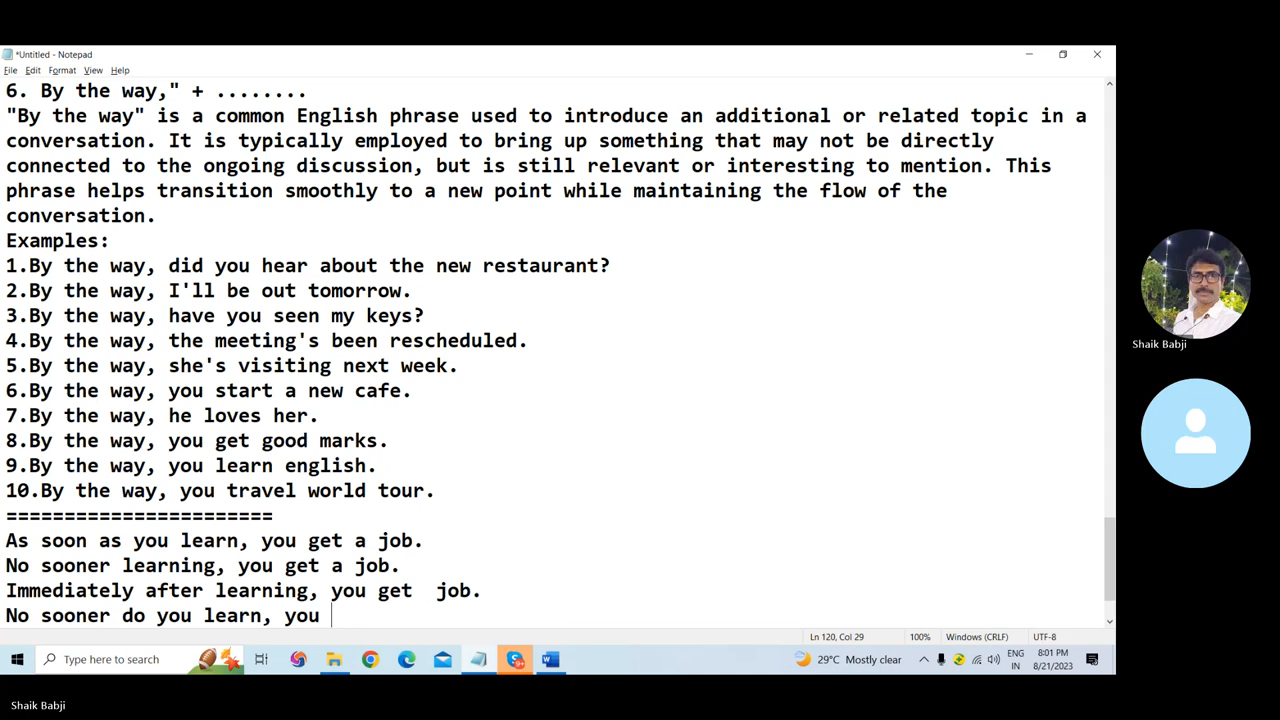 *Untitled - Notepad
File Edit Format View Help
6. By the way," + ........
"By the way" is a common English phrase used to introduce an additional or related topic in a
conversation. It is typically employed to bring up something that may not be directly
connected to the ongoing discussion, but is still relevant or interesting to mention. This
phrase helps transition smoothly to a new point while maintaining the flow of the
conversation.
Examples:
1.By the way, did you hear about the new restaurant?
2.By the way, I'll be out tomorrow.
3.By the way, have you seen my keys?
4.By the way, the meeting's been rescheduled.
5.By the way, she's visiting next week.
6.By the way, you start a new cafe.
7.By the way, he loves her.
8.By the way, you get good marks.
9.By the way, you learn english.
10.By the way, you travel world tour.
=======================
As soon as you learn, you get a job.
No sooner learning, you get a job.
Immediately after learning, you get  job.
No sooner do you learn, you
Shaik Babji
Ln 120, Col 29 100% Windows (CRLF) UTF-8
Type here to search 29°C Mostly clear ENG IN 8:01 PM 8/21/2023
Shaik Babji